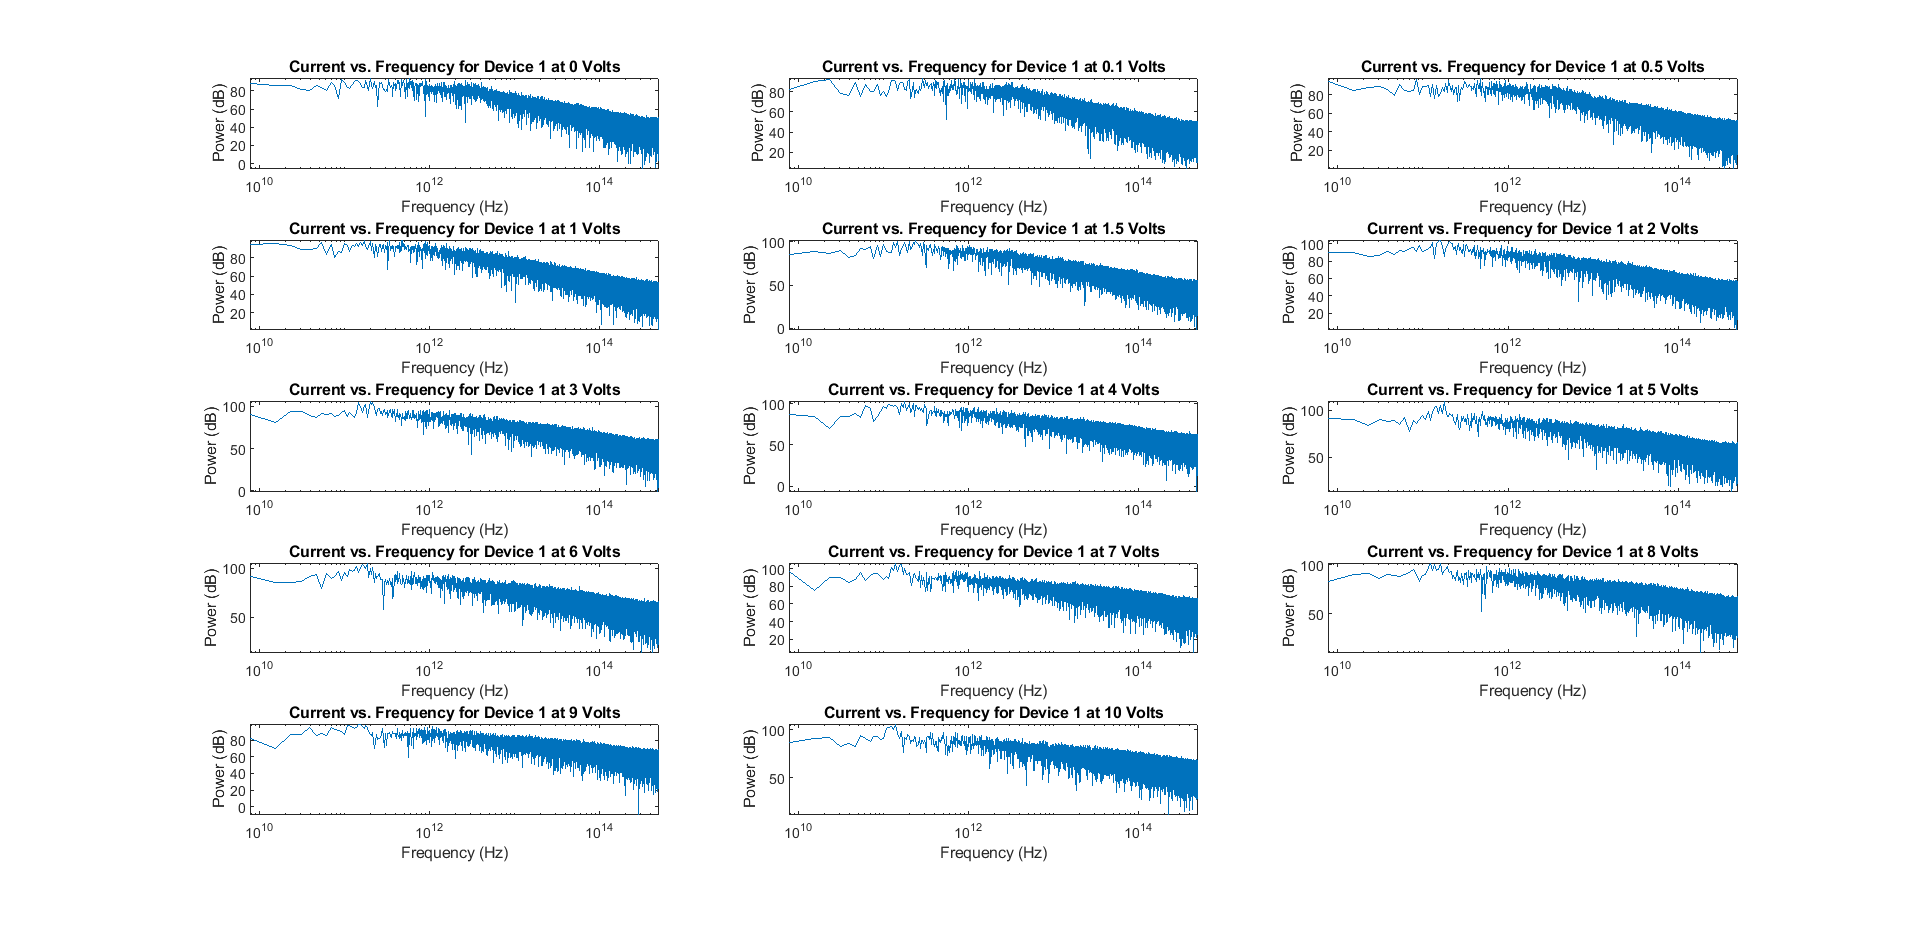 Current vs. Frequency for Device 1 at 0 Volts
Power (dB)
80
60
40
20
0
10^10
10^12
10^14
Frequency (Hz)
Current vs. Frequency for Device 1 at 0.1 Volts
Power (dB)
80
60
40
20
10^10
10^12
10^14
Frequency (Hz)
Current vs. Frequency for Device 1 at 0.5 Volts
Power (dB)
80
60
40
20
10^10
10^12
10^14
Frequency (Hz)
Current vs. Frequency for Device 1 at 1 Volts
Power (dB)
80
60
40
20
10^10
10^12
10^14
Frequency (Hz)
Current vs. Frequency for Device 1 at 1.5 Volts
Power (dB)
100
50
0
10^10
10^12
10^14
Frequency (Hz)
Current vs. Frequency for Device 1 at 2 Volts
Power (dB)
100
80
60
40
20
10^10
10^12
10^14
Frequency (Hz)
Current vs. Frequency for Device 1 at 3 Volts
Power (dB)
100
50
0
10^10
10^12
10^14
Frequency (Hz)
Current vs. Frequency for Device 1 at 4 Volts
Power (dB)
100
50
0
10^10
10^12
10^14
Frequency (Hz)
Current vs. Frequency for Device 1 at 5 Volts
Power (dB)
100
50
10^10
10^12
10^14
Frequency (Hz)
Current vs. Frequency for Device 1 at 6 Volts
Power (dB)
100
50
10^10
10^12
10^14
Frequency (Hz)
Current vs. Frequency for Device 1 at 7 Volts
Power (dB)
100
80
60
40
20
10^10
10^12
10^14
Frequency (Hz)
Current vs. Frequency for Device 1 at 8 Volts
Power (dB)
100
50
10^10
10^12
10^14
Frequency (Hz)
Current vs. Frequency for Device 1 at 9 Volts
Power (dB)
80
60
40
20
0
10^10
10^12
10^14
Frequency (Hz)
Current vs. Frequency for Device 1 at 10 Volts
Power (dB)
100
50
10^10
10^12
10^14
Frequency (Hz)